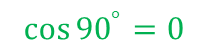 cos 90° = 0